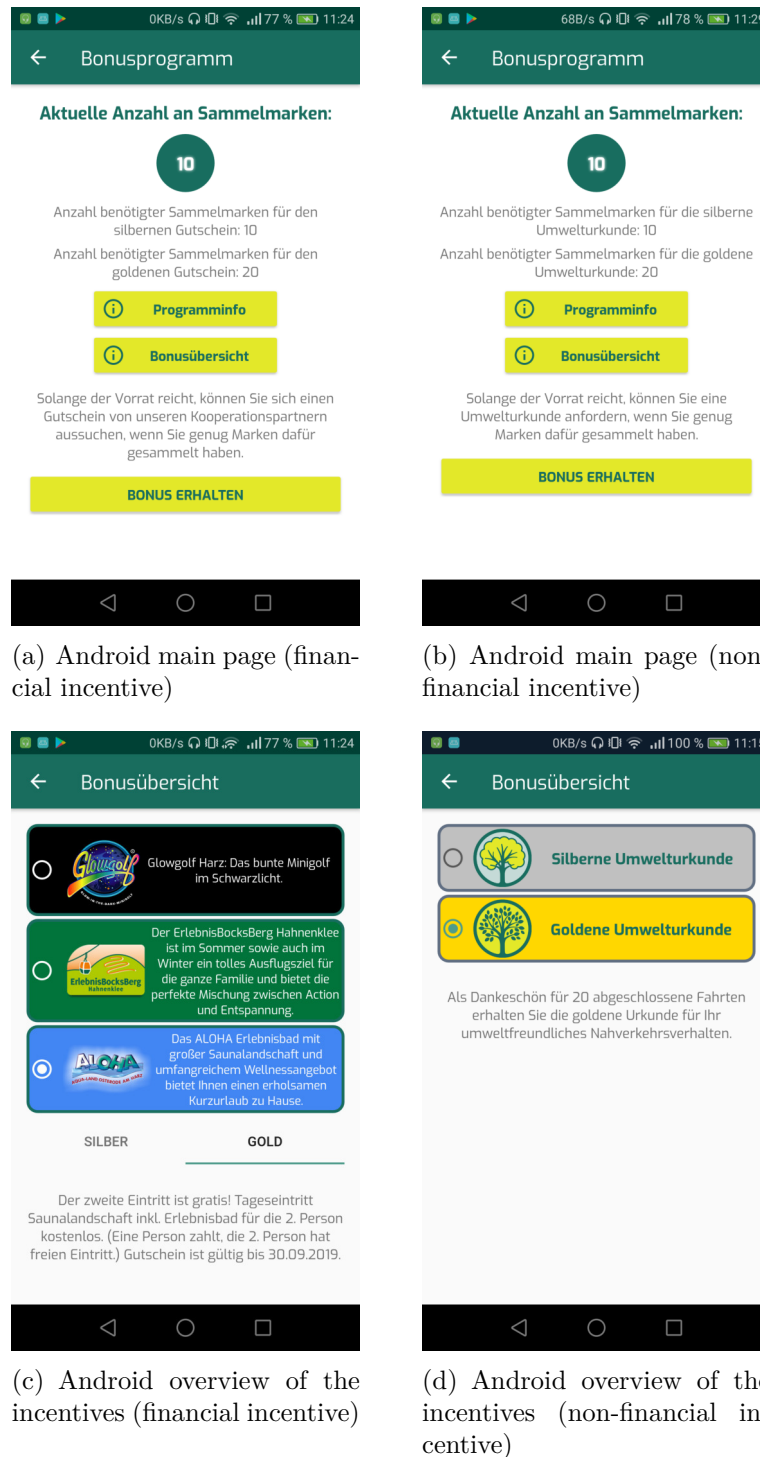 0KB/s 77 % 11:24
Bonusprogramm
Aktuelle Anzahl an Sammelmarken:
10
Anzahl benötigter Sammelmarken für den
silbernen Gutschein: 10
Anzahl benötigter Sammelmarken für den
goldenen Gutschein: 20
Programminfo
Bonusübersicht
Solange der Vorrat reicht, können Sie sich einen
Gutschein von unseren Kooperationspartnern
aussuchen, wenn Sie genug Marken dafür
gesammelt haben.
BONUS ERHALTEN
(a) Android main page (finan-
cial incentive)
68B/s 78 % 11:29
Bonusprogramm
Aktuelle Anzahl an Sammelmarken:
10
Anzahl benötigter Sammelmarken für die silberne
Umwelturkunde: 10
Anzahl benötigter Sammelmarken für die goldene
Umwelturkunde: 20
Programminfo
Bonusübersicht
Solange der Vorrat reicht, können Sie eine
Umwelturkunde anfordern, wenn Sie genug
Marken dafür gesammelt haben.
BONUS ERHALTEN
(b) Android main page (non-
financial incentive)
0KB/s 77 % 11:24
Bonusübersicht
Glowgolf
Glowgolf Harz: Das bunte Minigolf
im Schwarzlicht.
ErlebnisBocksBerg
Hahnenklee
Der ErlebnisBocksBerg Hahnenklee
ist im Sommer sowie auch im
Winter ein tolles Ausflugsziel für
die ganze Familie und bietet die
perfekte Mischung zwischen Action
und Entspannung.
ALOHA
AQUA-LAND OSTERODE AM HARZ
Das ALOHA Erlebnisbad mit
großer Saunalandschaft und
umfangreichem Wellnessangebot
bietet Ihnen einen erholsamen
Kurzurlaub zu Hause.
SILBER GOLD
Der zweite Eintritt ist gratis! Tageseintritt
Saunalandschaft inkl. Erlebnisbad für die 2. Person
kostenlos. (Eine Person zahlt, die 2. Person hat
freien Eintritt.) Gutschein ist gültig bis 30.09.2019.
(c) Android overview of the
incentives (financial incentive)
0KB/s 100 % 11:15
Bonusübersicht
Silberne Umwelturkunde
Goldene Umwelturkunde
Als Dankeschön für 20 abgeschlossene Fahrten
erhalten Sie die goldene Urkunde für Ihr
umweltfreundliches Nahverkehrsverhalten.
(d) Android overview of the
incentives (non-financial in-
centive)